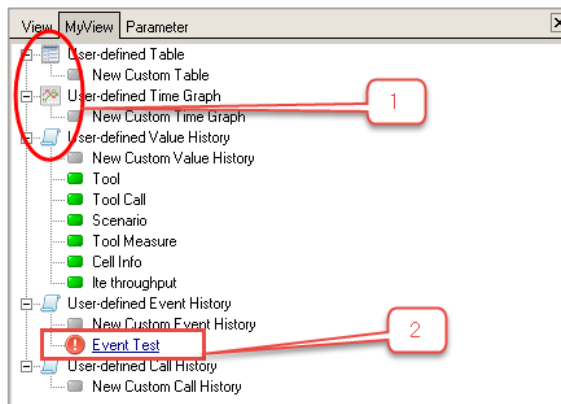 View MyView Parameter
User-defined Table
New Custom Table
User-defined Time Graph
1
New Custom Time Graph
User-defined Value History
New Custom Value History
Tool
Tool Call
Scenario
Tool Measure
Cell Info
lte throughput
User-defined Event History
New Custom Event History
2
Event Test
User-defined Call History
New Custom Call History